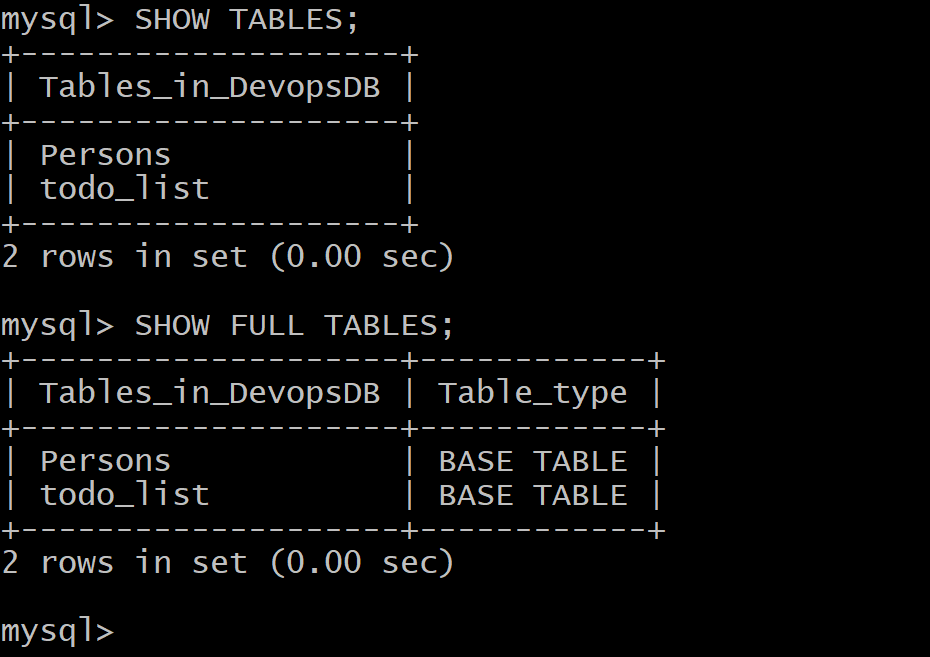 mysql> SHOW TABLES;
+--------------------+
| Tables_in_DevopsDB |
+--------------------+
| Persons            |
| todo_list          |
+--------------------+
2 rows in set (0.00 sec)

mysql> SHOW FULL TABLES;
+--------------------+------------+
| Tables_in_DevopsDB | Table_type |
+--------------------+------------+
| Persons            | BASE TABLE |
| todo_list          | BASE TABLE |
+--------------------+------------+
2 rows in set (0.00 sec)

mysql>